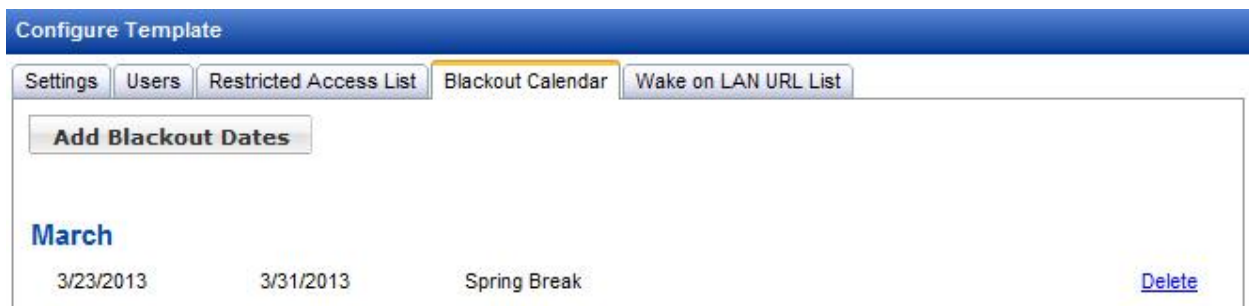 Configure Template
Settings Users Restricted Access List Blackout Calendar Wake on LAN URL List
Add Blackout Dates
March
3/23/2013 3/31/2013 Spring Break Delete